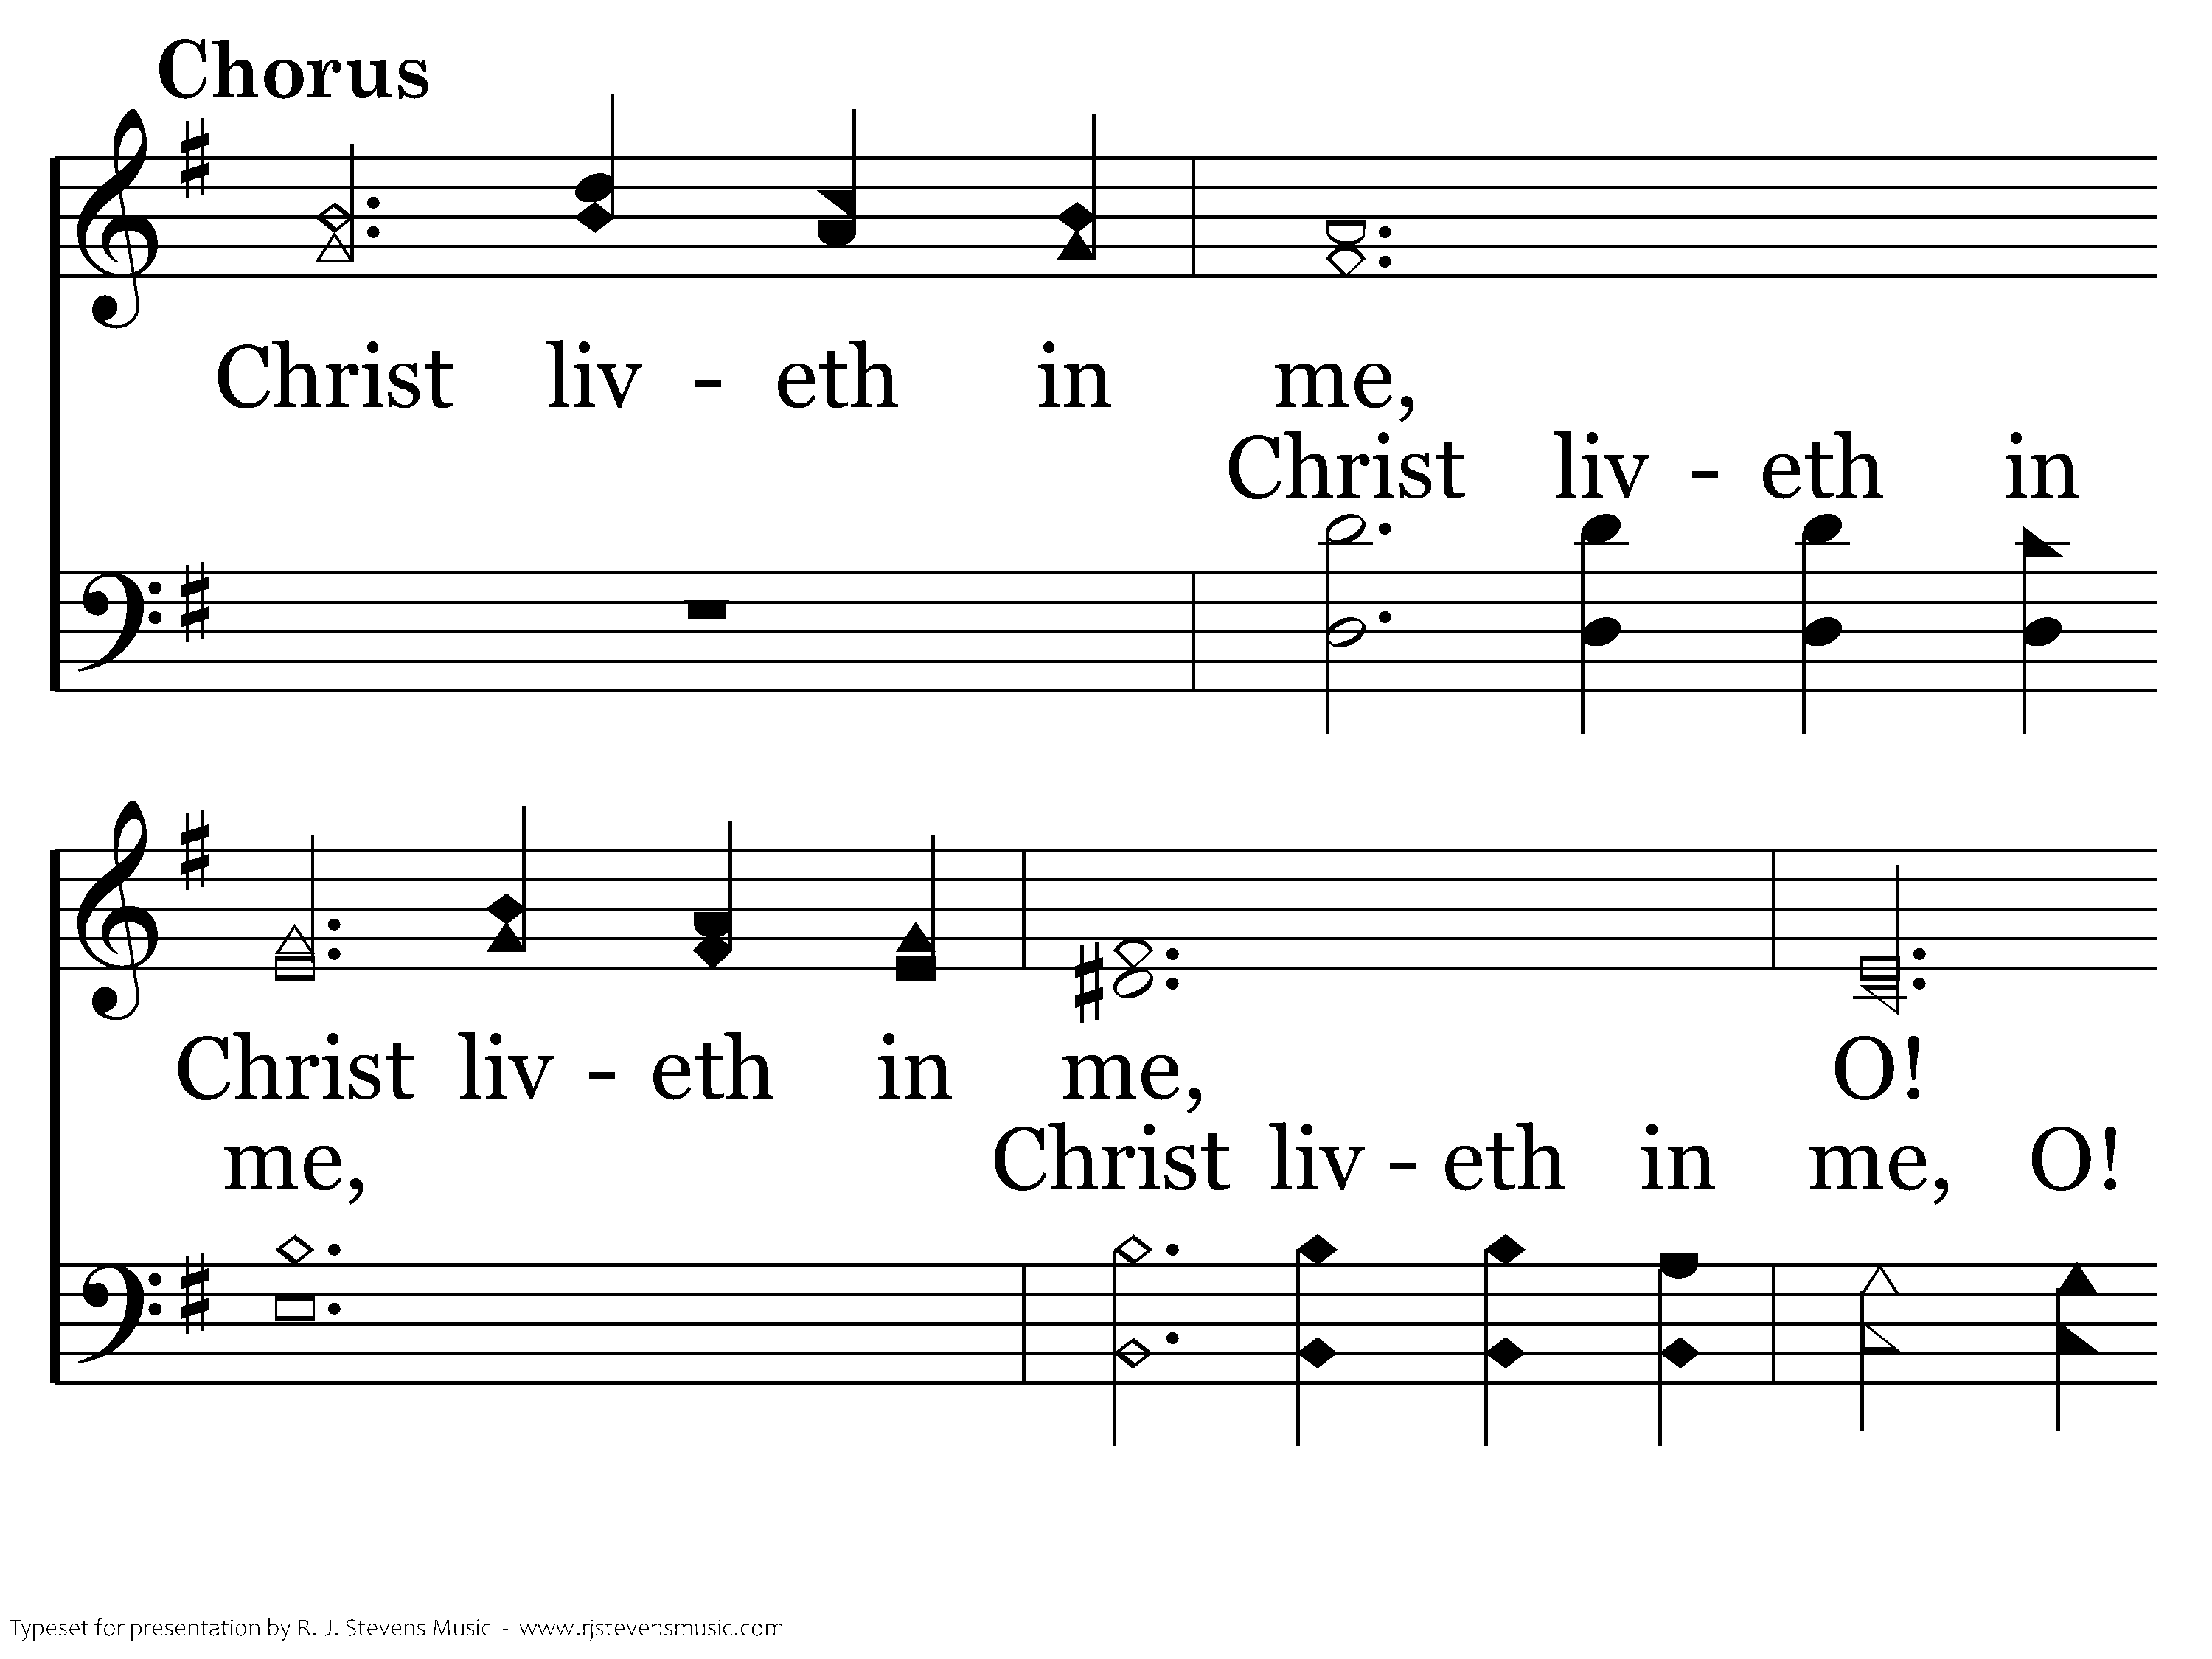 Chorus
Christ liv - eth in me,
Christ liv - eth in
Christ liv - eth in me, O!
me, Christ liv - eth in me, O!
Typeset for presentation by R. J. Stevens Music - www.rjstevensmusic.com